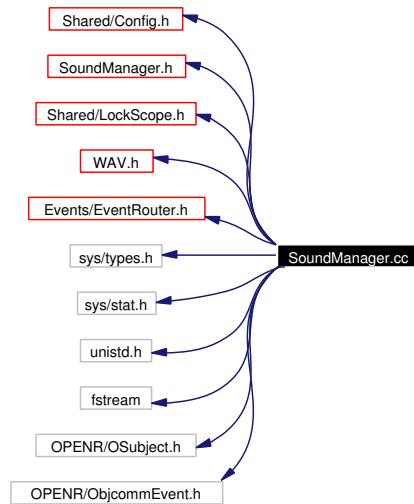 Shared/Config.h
SoundManager.h
Shared/LockScope.h
WAV.h
Events/EventRouter.h
SoundManager.cc
sys/types.h
sys/stat.h
unistd.h
fstream
OPENR/OSubject.h
OPENR/ObjcommEvent.h